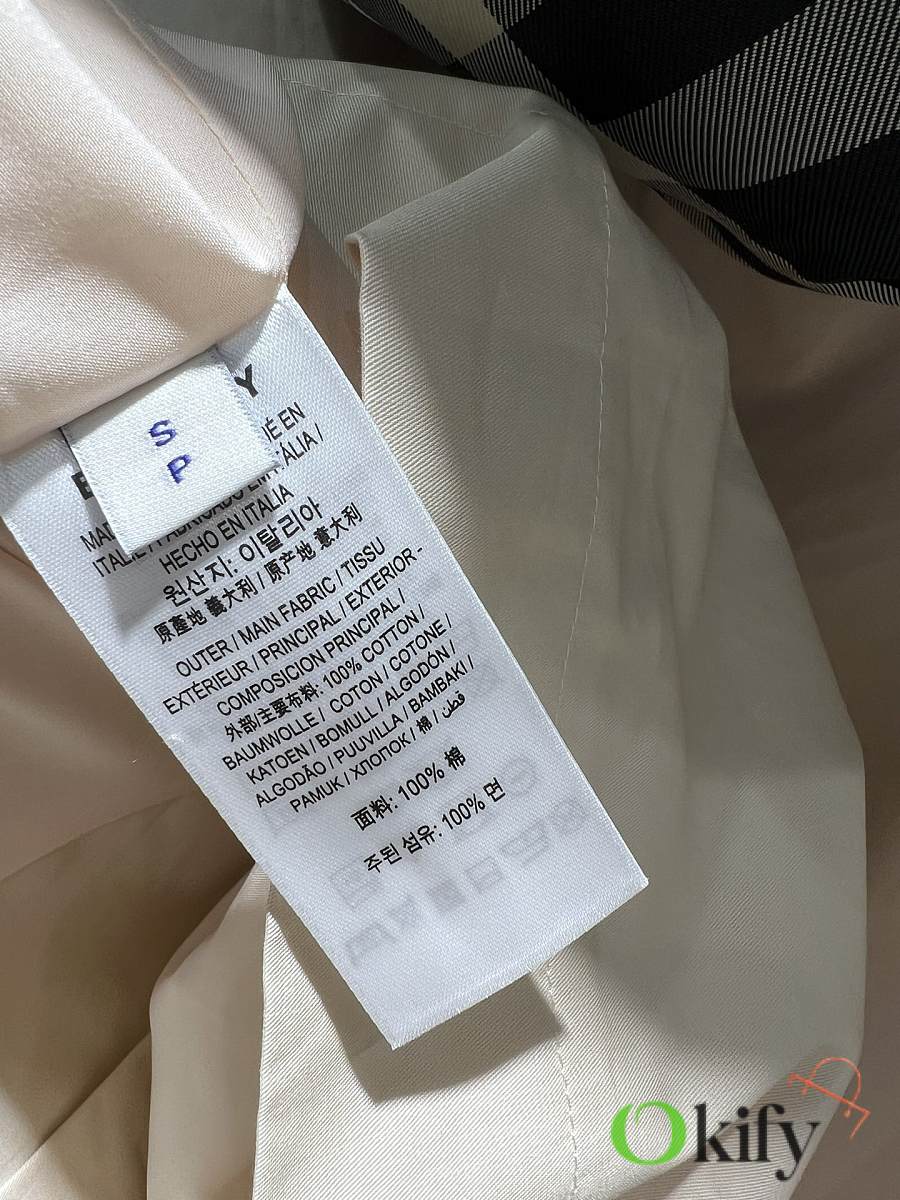 Y
S
P
HECHO EN ITALIA
원산지: 이탈리아
原產地 義大利 / 原产地 意大利
OUTER / MAIN FABRIC / TISSU
EXTÉRIEUR / PRINCIPAL / EXTERIOR -
COMPOSICION PRINCIPAL /
外部/主要布料: 100% COTTON /
BAUMWOLLE / COTON / COTONE /
KATOEN / BOMULL / ALGODÓN /
ALGODÃO / PUUVILLA / BAMBAKI /
PAMUK / ХЛОПОК / 棉 / قطن
面料: 100% 棉
주된 섬유: 100% 면
Okify